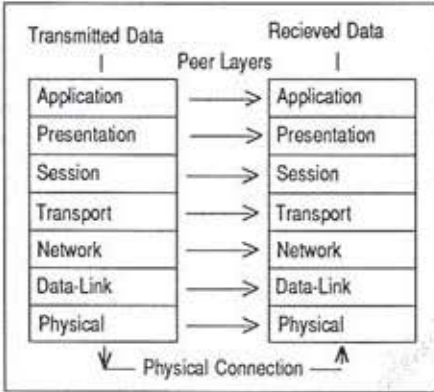 Transmitted Data
Recieved Data
Peer Layers
Application
Application
Presentation
Presentation
Session
Session
Transport
Transport
Network
Network
Data-Link
Data-Link
Physical
Physical
Physical Connection